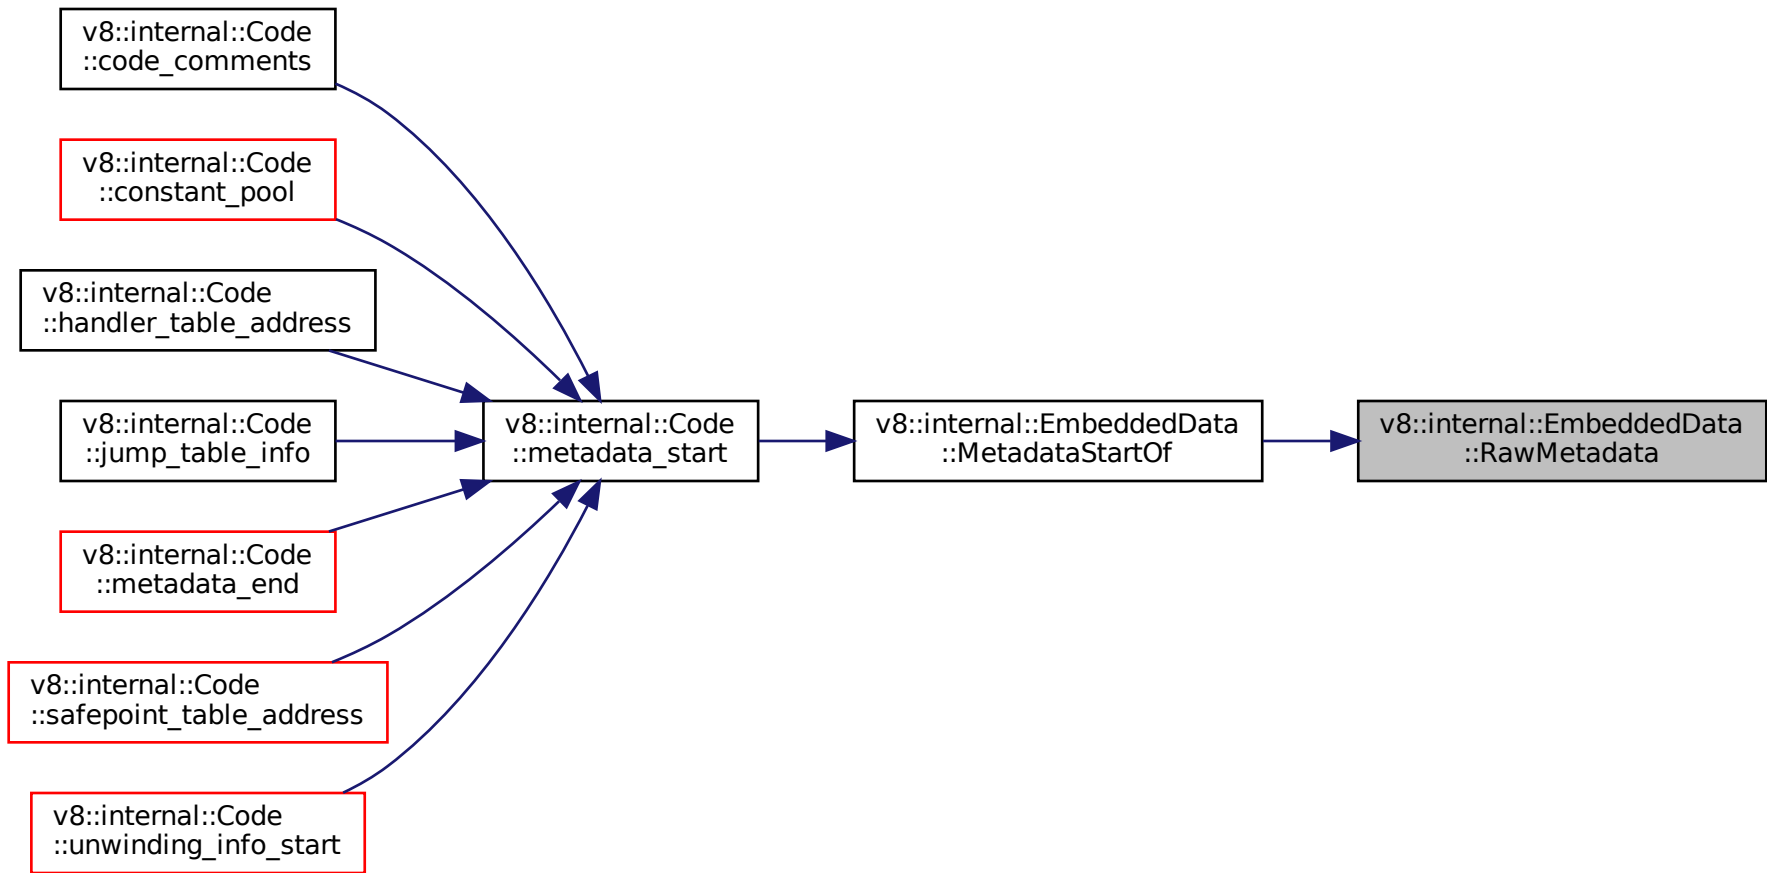 v8::internal::Code
::code_comments
v8::internal::Code
::constant_pool
v8::internal::Code
::handler_table_address
v8::internal::Code
::jump_table_info
v8::internal::Code
::metadata_end
v8::internal::Code
::safepoint_table_address
v8::internal::Code
::unwinding_info_start
v8::internal::Code
::metadata_start
v8::internal::EmbeddedData
::MetadataStartOf
v8::internal::EmbeddedData
::RawMetadata